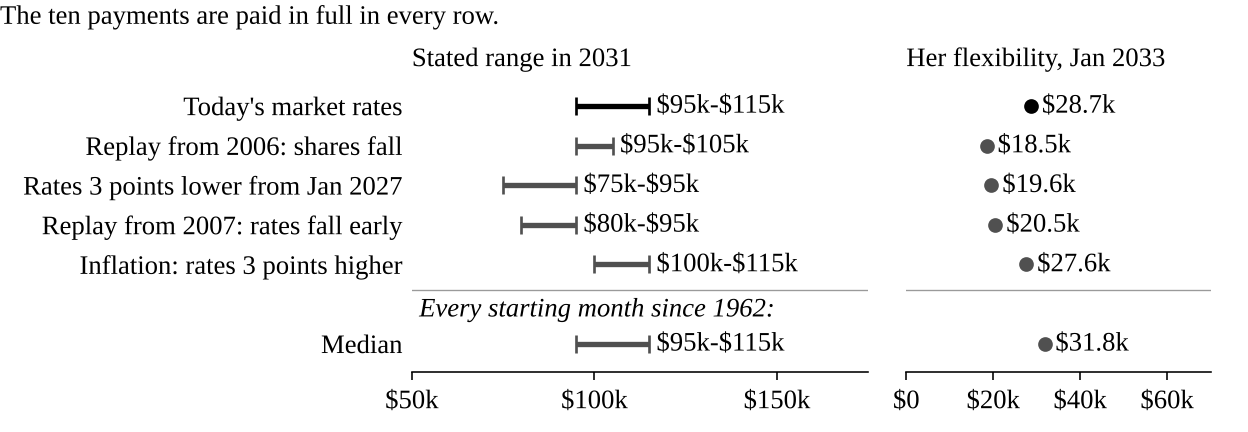 The ten payments are paid in full in every row.
Stated range in 2031 Her flexibility, Jan 2033
Today's market rates $95k-$115k $28.7k
Replay from 2006: shares fall $95k-$105k $18.5k
Rates 3 points lower from Jan 2027 $75k-$95k $19.6k
Replay from 2007: rates fall early $80k-$95k $20.5k
Inflation: rates 3 points higher $100k-$115k $27.6k
Every starting month since 1962:
Median $95k-$115k $31.8k
$50k $100k $150k $0 $20k $40k $60k